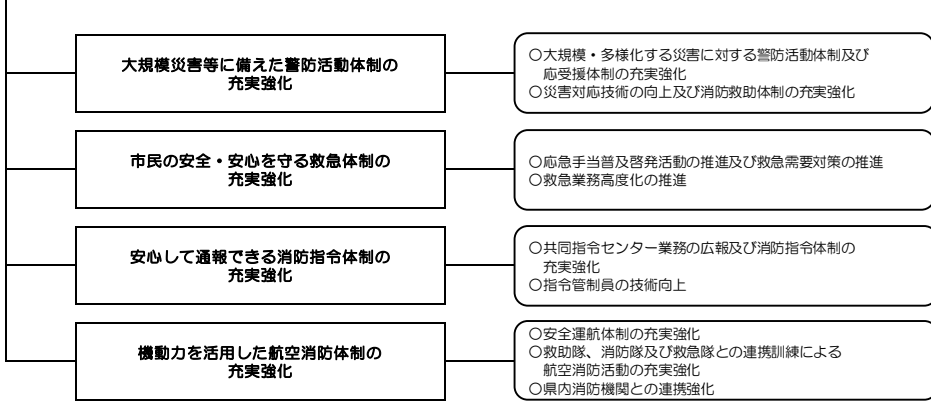 大規模災害等に備えた警防活動体制の
充実強化
○大規模・多様化する災害に対する警防活動体制及び
応受援体制の充実強化
○災害対応技術の向上及び消防救助体制の充実強化
市民の安全・安心を守る救急体制の
充実強化
○応急手当普及啓発活動の推進及び救急需要対策の推進
○救急業務高度化の推進
安心して通報できる消防指令体制の
充実強化
○共同指令センター業務の広報及び消防指令体制の
充実強化
○指令管制員の技術向上
機動力を活用した航空消防体制の
充実強化
○安全運航体制の充実強化
○救助隊、消防隊及び救急隊との連携訓練による
航空消防活動の充実強化
○県内消防機関との連携強化